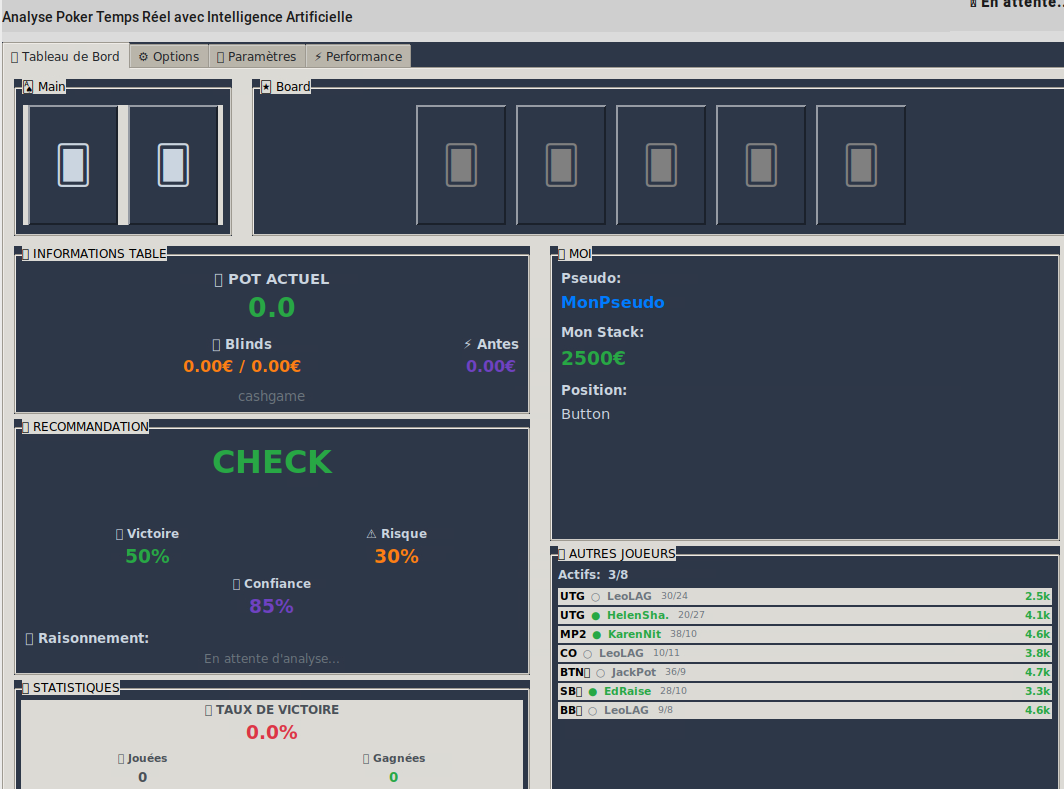 En attente..
Analyse Poker Temps Réel avec Intelligence Artificielle
Tableau de Bord
⚙ Options
Paramètres
⚡ Performance
Main
Board
INFORMATIONS TABLE
POT ACTUEL
0.0
Blinds
⚡ Antes
0.00€ / 0.00€
0.00€
cashgame
MOI
Pseudo:
MonPseudo
Mon Stack:
2500€
Position:
Button
RECOMMANDATION
CHECK
Victoire
⚠ Risque
50%
30%
Confiance
85%
Raisonnement:
En attente d'analyse...
AUTRES JOUEURS
Actifs: 3/8
UTG ○ LeoLAG 30/24 2.5k
UTG ● HelenSha. 20/27 4.1k
MP2 ● KarenNit 38/10 4.6k
CO ○ LeoLAG 10/11 3.8k
BTN ○ JackPot 36/9 4.7k
SB ● EdRaise 28/10 3.3k
BB ○ LeoLAG 9/8 4.6k
STATISTIQUES
TAUX DE VICTOIRE
0.0%
Jouées
Gagnées
0
0